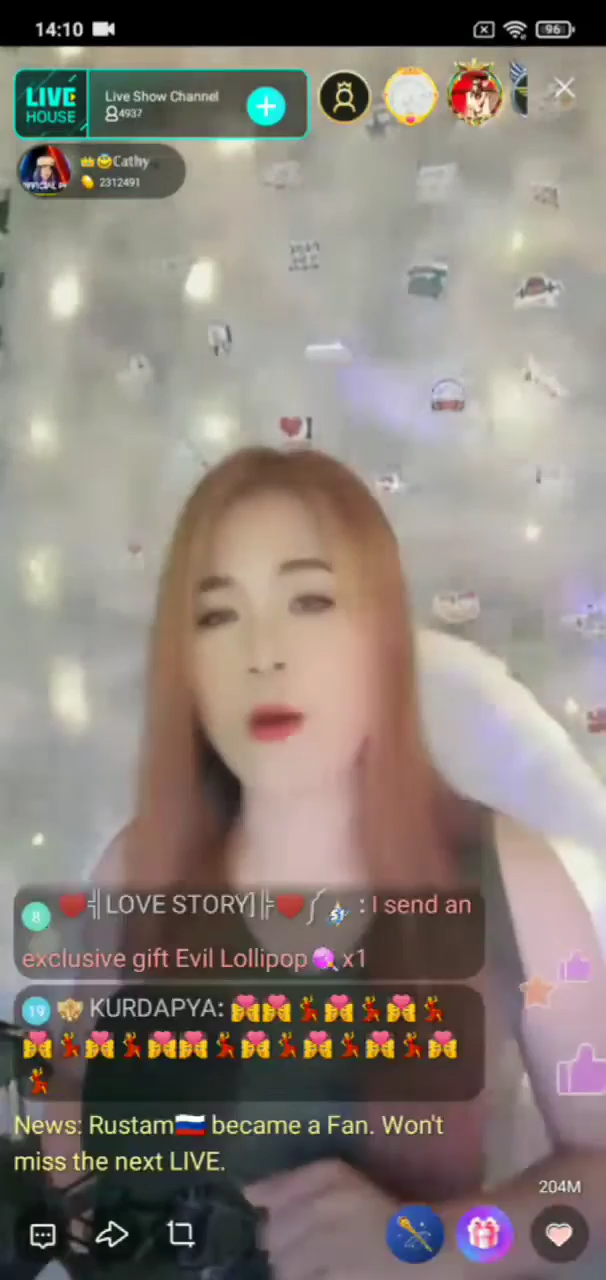 14:10
96
LIVE
HOUSE
Live Show Channel
4937
Cathy
2312491
I
8 ❤️╣LOVE STORY]╠❤️⎰ : I send an
exclusive gift Evil Lollipop x1
19 KURDAPYA: 💏💏💃💏💃💏💃
💏💃💏💃💏💏💃💏💃💏💃💏💃💏
💃
News: Rustam🇷🇺 became a Fan. Won't
miss the next LIVE.
204M